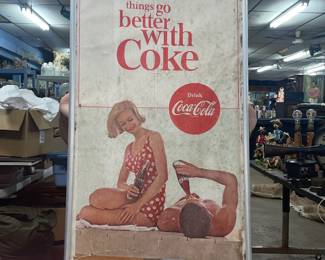 things go
better
with
Coke
Drink
Coca-Cola